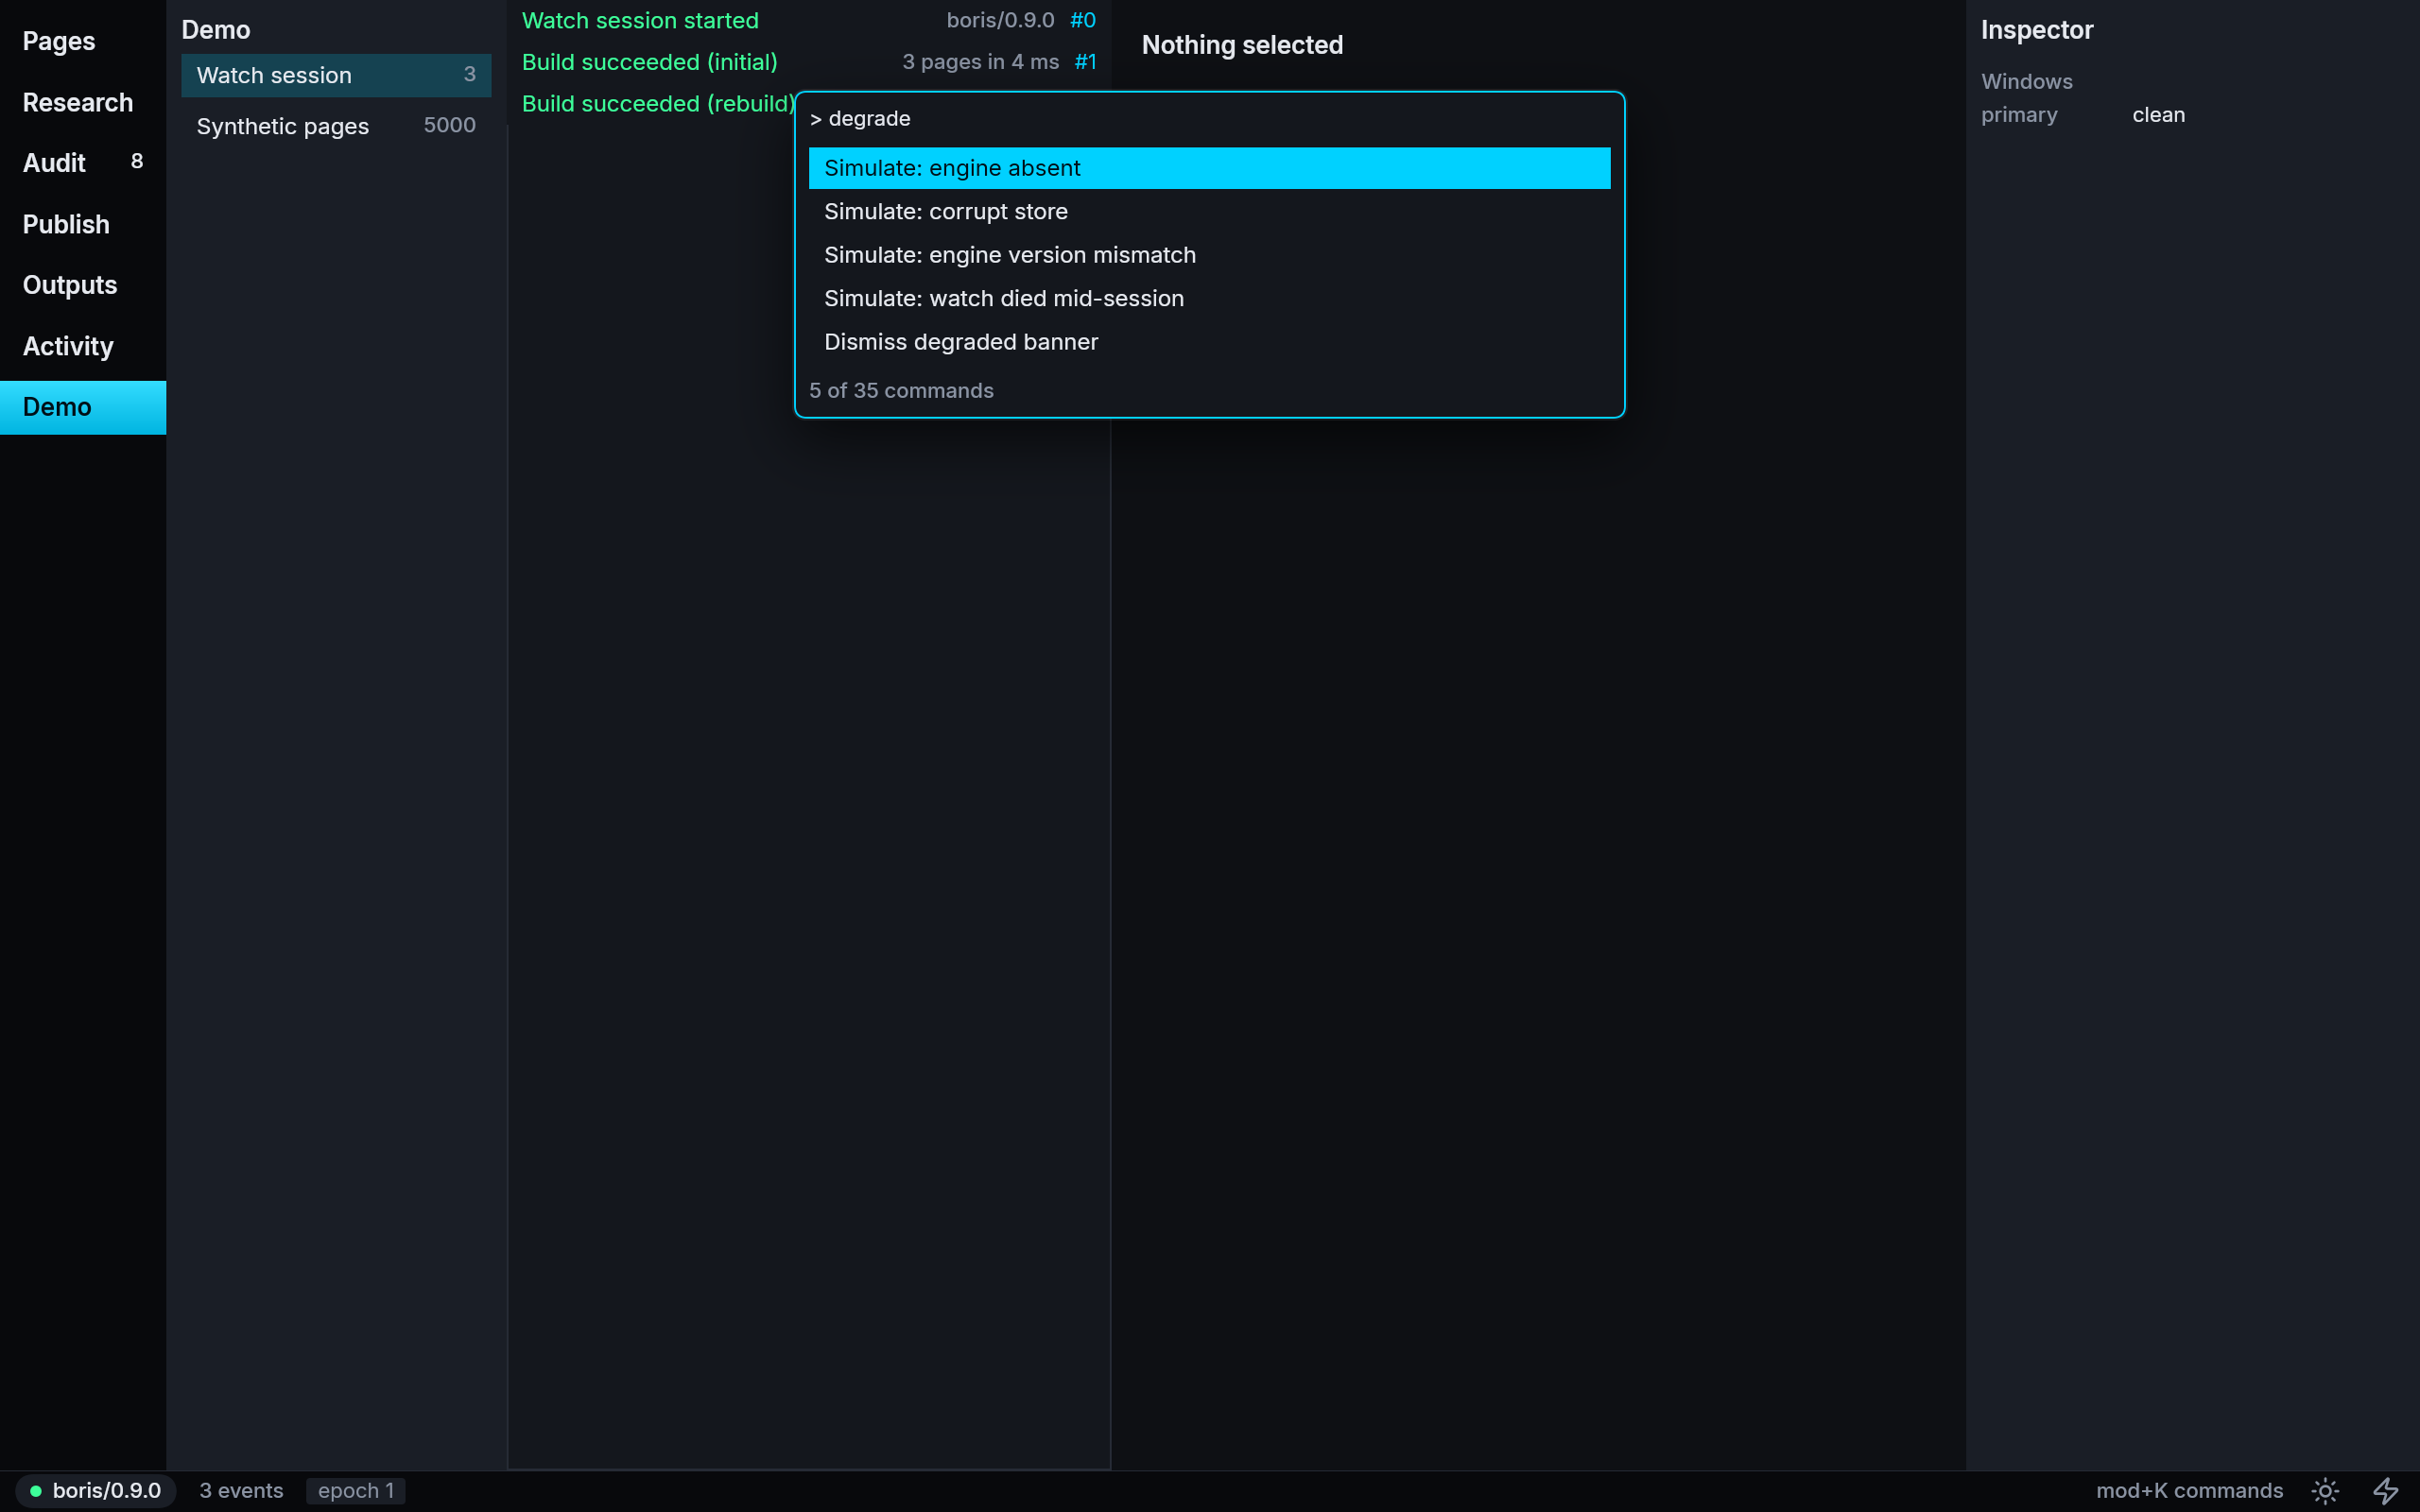 Pages
Research
Audit 8
Publish
Outputs
Activity
Demo
Demo
Watch session 3
Synthetic pages 5000
Watch session started boris/0.9.0 #0
Build succeeded (initial) 3 pages in 4 ms #1
Build succeeded (rebuild)
> degrade
Simulate: engine absent
Simulate: corrupt store
Simulate: engine version mismatch
Simulate: watch died mid-session
Dismiss degraded banner
5 of 35 commands
Nothing selected
Inspector
Windows
primary clean
boris/0.9.0 3 events epoch 1 mod+K commands